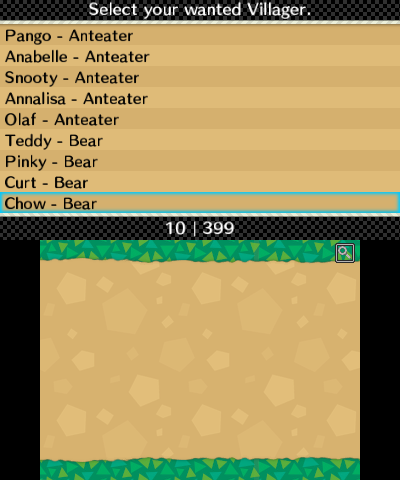 Select your wanted Villager.
Pango - Anteater
Anabelle - Anteater
Snooty - Anteater
Annalisa - Anteater
Olaf - Anteater
Teddy - Bear
Pinky - Bear
Curt - Bear
Chow - Bear
10 | 399